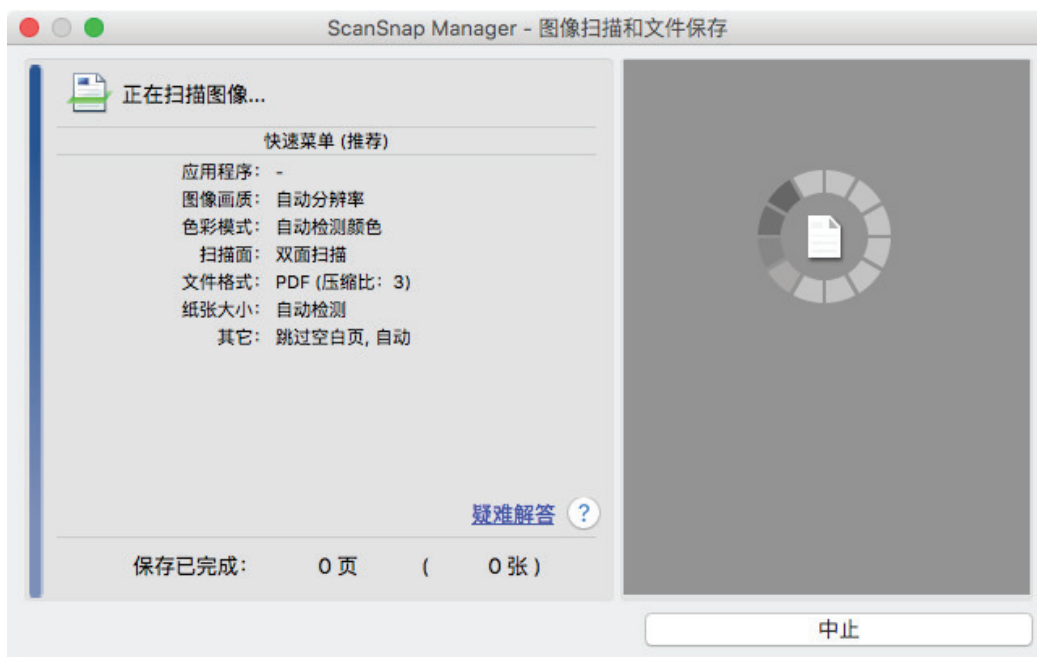 ScanSnap Manager - 图像扫描和文件保存
正在扫描图像...
快速菜单 (推荐)
应用程序: -
图像画质: 自动分辨率
色彩模式: 自动检测颜色
扫描面: 双面扫描
文件格式: PDF (压缩比: 3)
纸张大小: 自动检测
其它: 跳过空白页, 自动
疑难解答 ?
保存已完成: 0 页 ( 0 张 )
中止